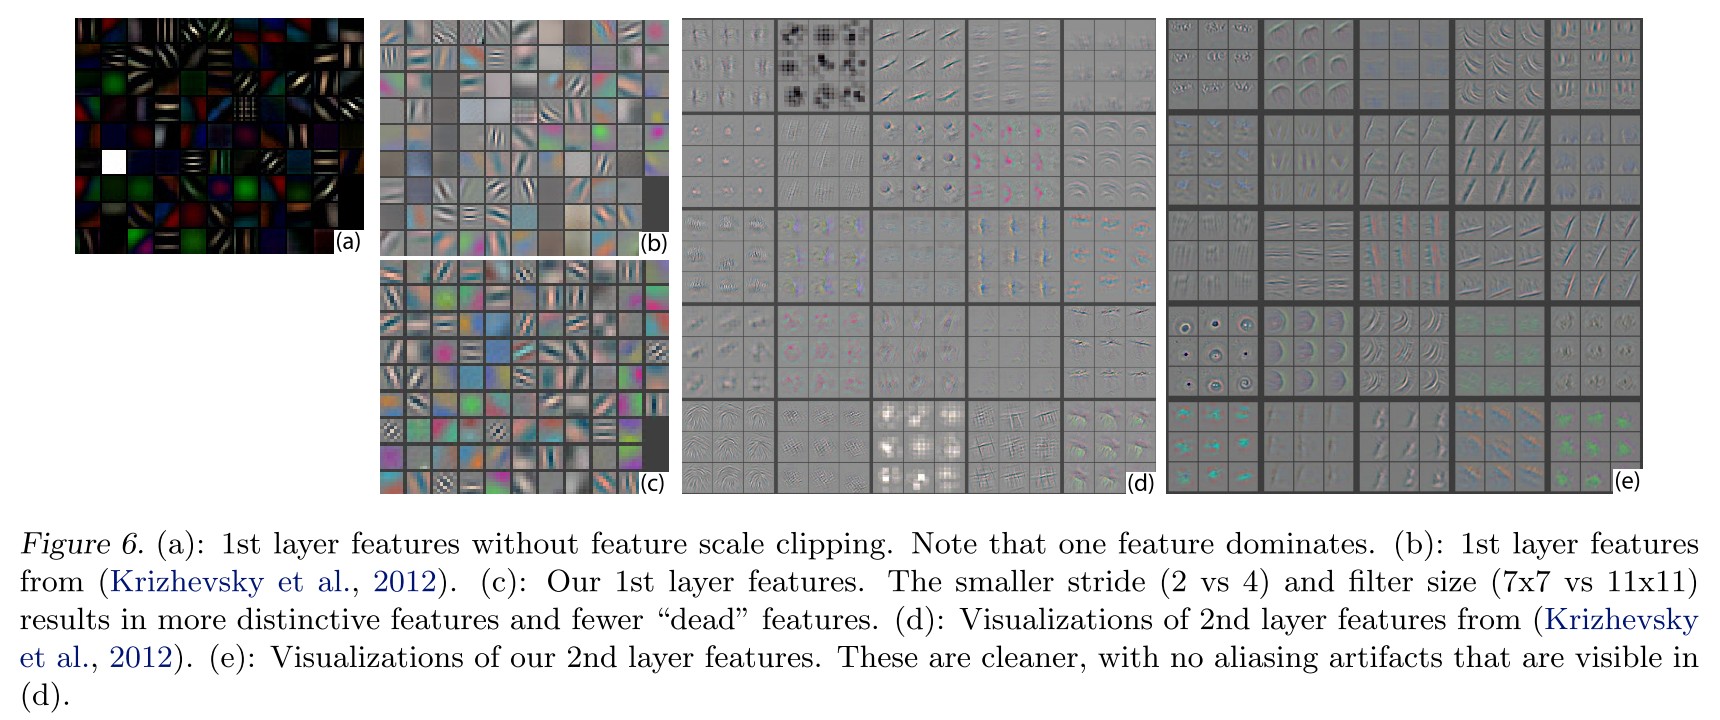 (a)
(b)
(c)
(d)
(e)
Figure 6. (a): 1st layer features without feature scale clipping. Note that one feature dominates. (b): 1st layer features
from (Krizhevsky et al., 2012). (c): Our 1st layer features. The smaller stride (2 vs 4) and filter size (7x7 vs 11x11)
results in more distinctive features and fewer “dead” features. (d): Visualizations of 2nd layer features from (Krizhevsky
et al., 2012). (e): Visualizations of our 2nd layer features. These are cleaner, with no aliasing artifacts that are visible in
(d).